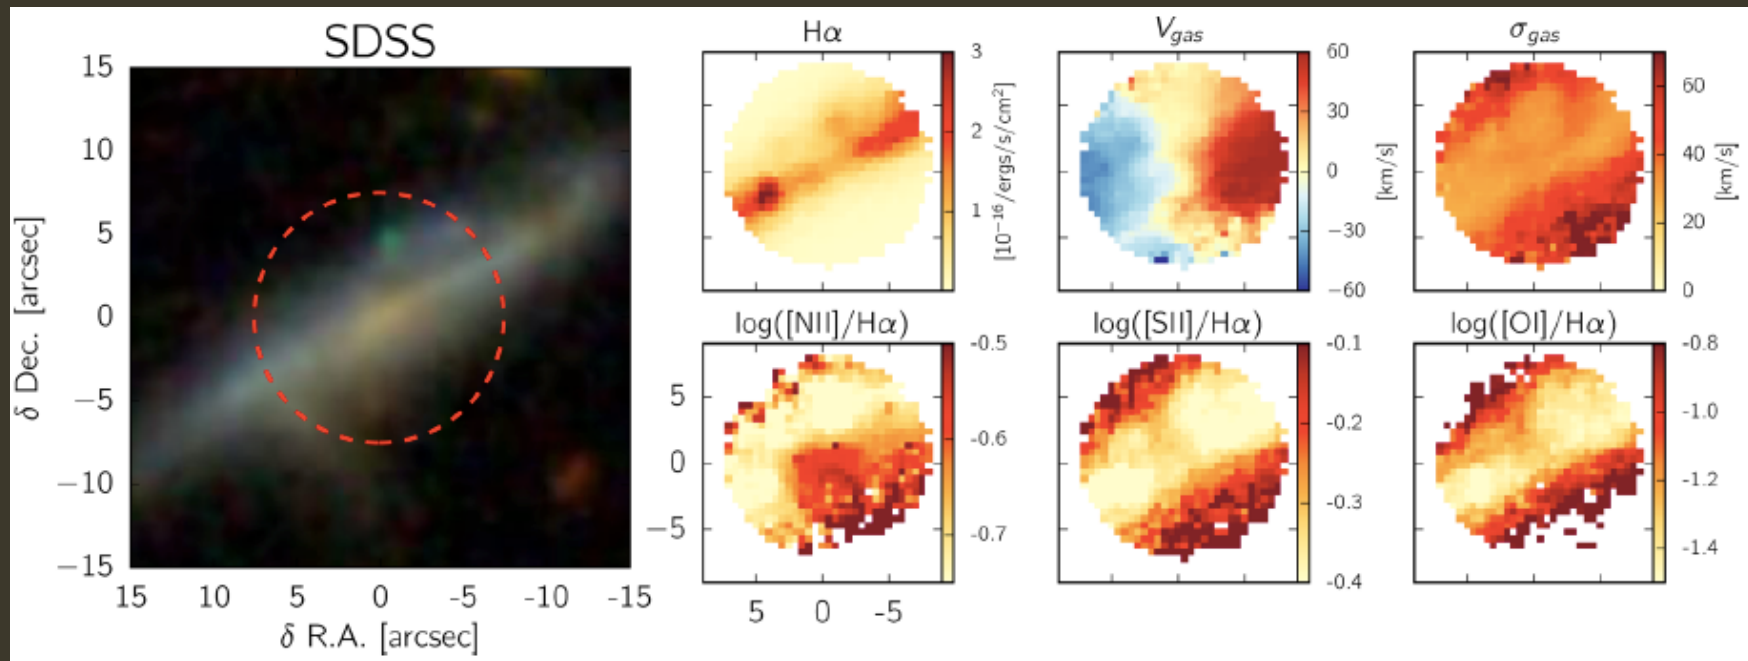 SDSS
15
10
5
0
−5
−10
−15
15 10 5 0 -5 -10 -15
δ R.A. [arcsec]
δ Dec. [arcsec]
Hα
3
2
1
[10⁻¹⁶/ergs/s/cm²]
V_gas
60
30
0
−30
−60
[km/s]
σ_gas
60
40
20
0
[km/s]
log([NII]/Hα)
5
0
−5
5 0 -5
-0.5
-0.6
-0.7
log([SII]/Hα)
-0.1
-0.2
-0.3
-0.4
log([OI]/Hα)
-0.8
-1.0
-1.2
-1.4